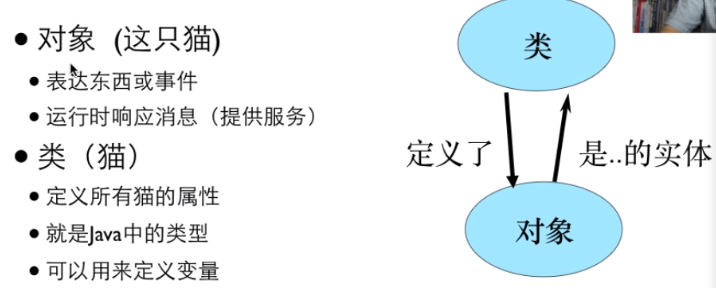 • 对象 (这只猫)
• 表达东西或事件
• 运行时响应消息（提供服务）
• 类（猫）
• 定义所有猫的属性
• 就是Java中的类型
• 可以用来定义变量
类
定义了
是..的实体
对象